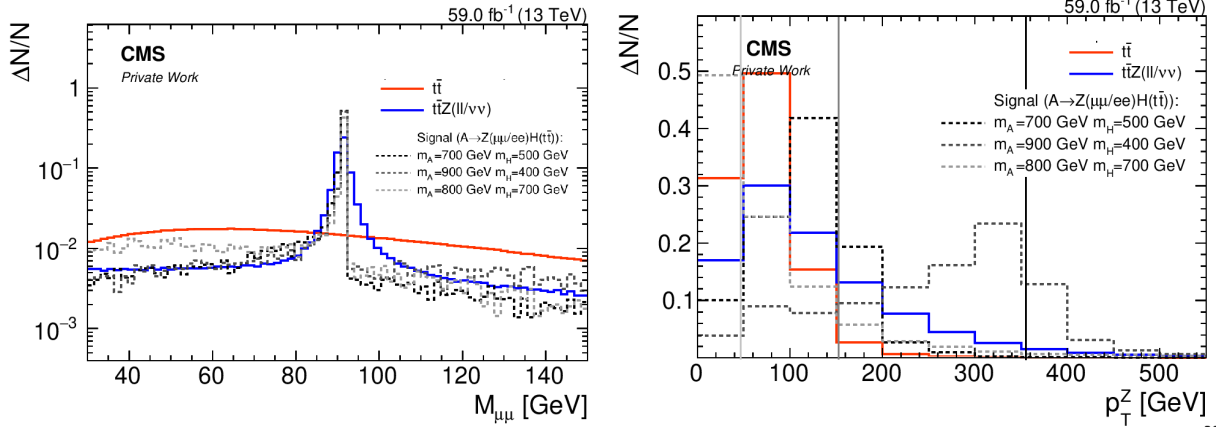 59.0 fb⁻¹ (13 TeV)
ΔN/N
CMS
Private Work
tt̄
tt̄Z(ll/νν)
Signal (A→Z(μμ/ee)H(tt̄)):
m_A=700 GeV m_H=500 GeV
m_A=900 GeV m_H=400 GeV
m_A=800 GeV m_H=700 GeV
1
10⁻¹
10⁻²
10⁻³
40 60 80 100 120 140
M_μμ [GeV]
59.0 fb⁻¹ (13 TeV)
ΔN/N
CMS
Private Work
tt̄
tt̄Z(ll/νν)
Signal (A→Z(μμ/ee)H(tt̄)):
m_A=700 GeV m_H=500 GeV
m_A=900 GeV m_H=400 GeV
m_A=800 GeV m_H=700 GeV
0.5
0.4
0.3
0.2
0.1
0 100 200 300 400 500
p_T^Z [GeV]